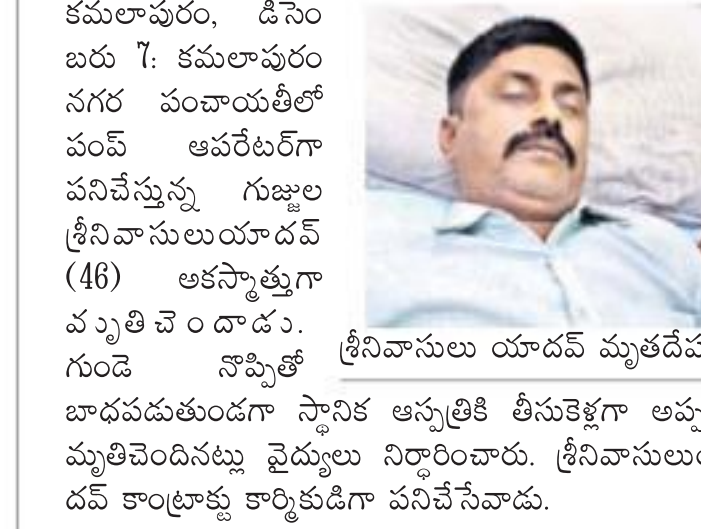 కమలాపురం, డిసెం
బరు 7: కమలాపురం
నగర పంచాయతీలో
పంప్ ఆపరేటర్‌గా
పనిచేస్తున్న గుజ్జుల
శ్రీనివాసులుయాదవ్
(46) అకస్మాత్తుగా
మృతి చెందాడు.
గుండె నొప్పితో
శ్రీనివాసులు యాదవ్ మృతదేహ
బాధపడుతుండగా స్థానిక ఆస్పత్రికి తీసుకెళ్లగా అప్ప
మృతిచెందినట్లు వైద్యులు నిర్ధారించారు. శ్రీనివాసులు
దవ్ కాంట్రాక్టు కార్మికుడిగా పనిచేసేవాడు.